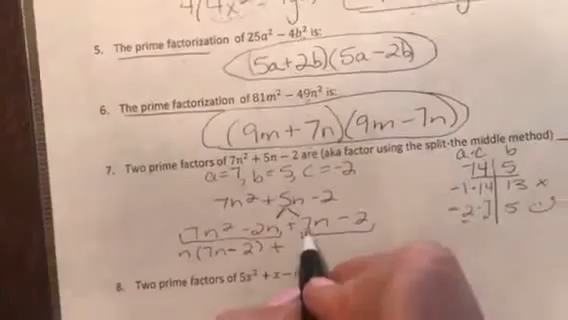 5. The prime factorization of 25a² – 4b² is:
(5a+2b)(5a-2b)
6. The prime factorization of 81m² – 49n² is:
(9m+7n)(9m-7n)
7. Two prime factors of 7n² + 5n – 2 are (aka factor using the split-the middle method)
a=7, b=5, c=-2
7n²+5n-2
7n²-2n+7n-2
n(7n-2)+
a·c b
-14 5
-1·14 13 x
-2·7 5
8. Two prime factors of 5x² + x –